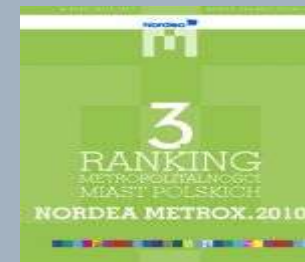 Nordea
M
3
RANKING
METROPOLITALNOŚCI
MIAST POLSKICH
NORDEA METROX.2010